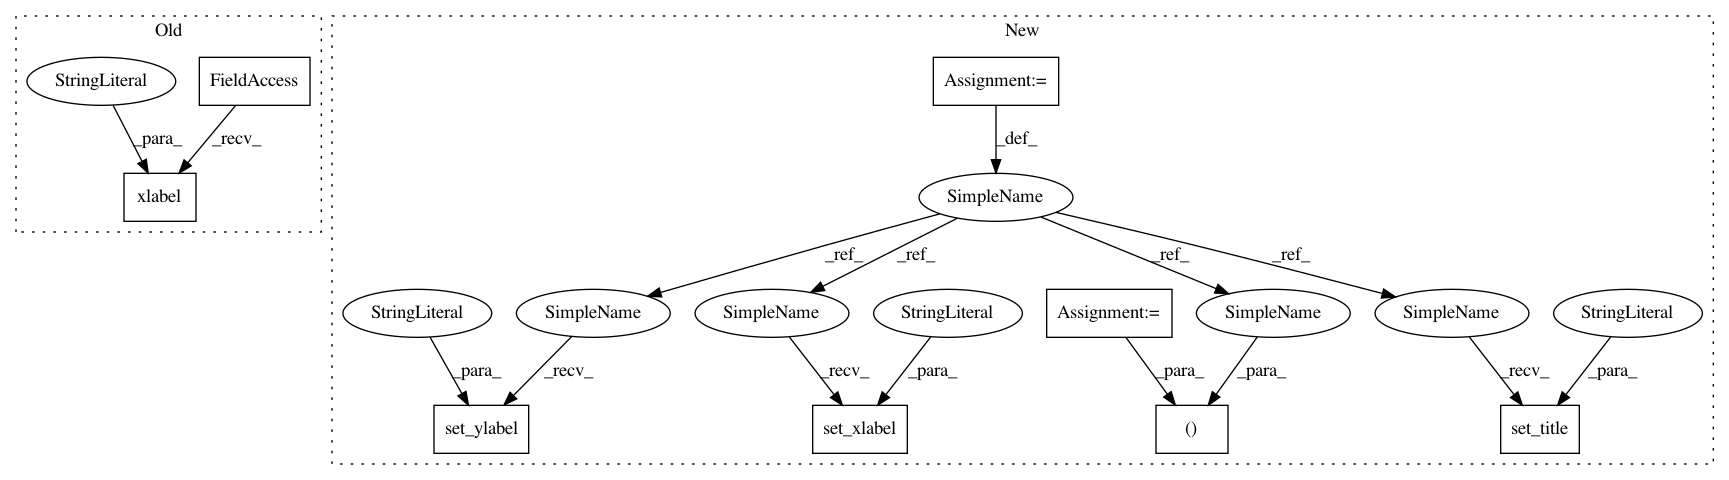 Old
New
StringLiteral
FieldAccess
Assignment:=
_para_
_recv_
_def_
xlabel
SimpleName
_ref_
_ref_
_ref_
_ref_
StringLiteral
SimpleName
SimpleName
StringLiteral
Assignment:=
SimpleName
SimpleName
StringLiteral
_para_
_recv_
_recv_
_para_
_para_
_para_
_recv_
_para_
set_ylabel
set_xlabel
()
set_title